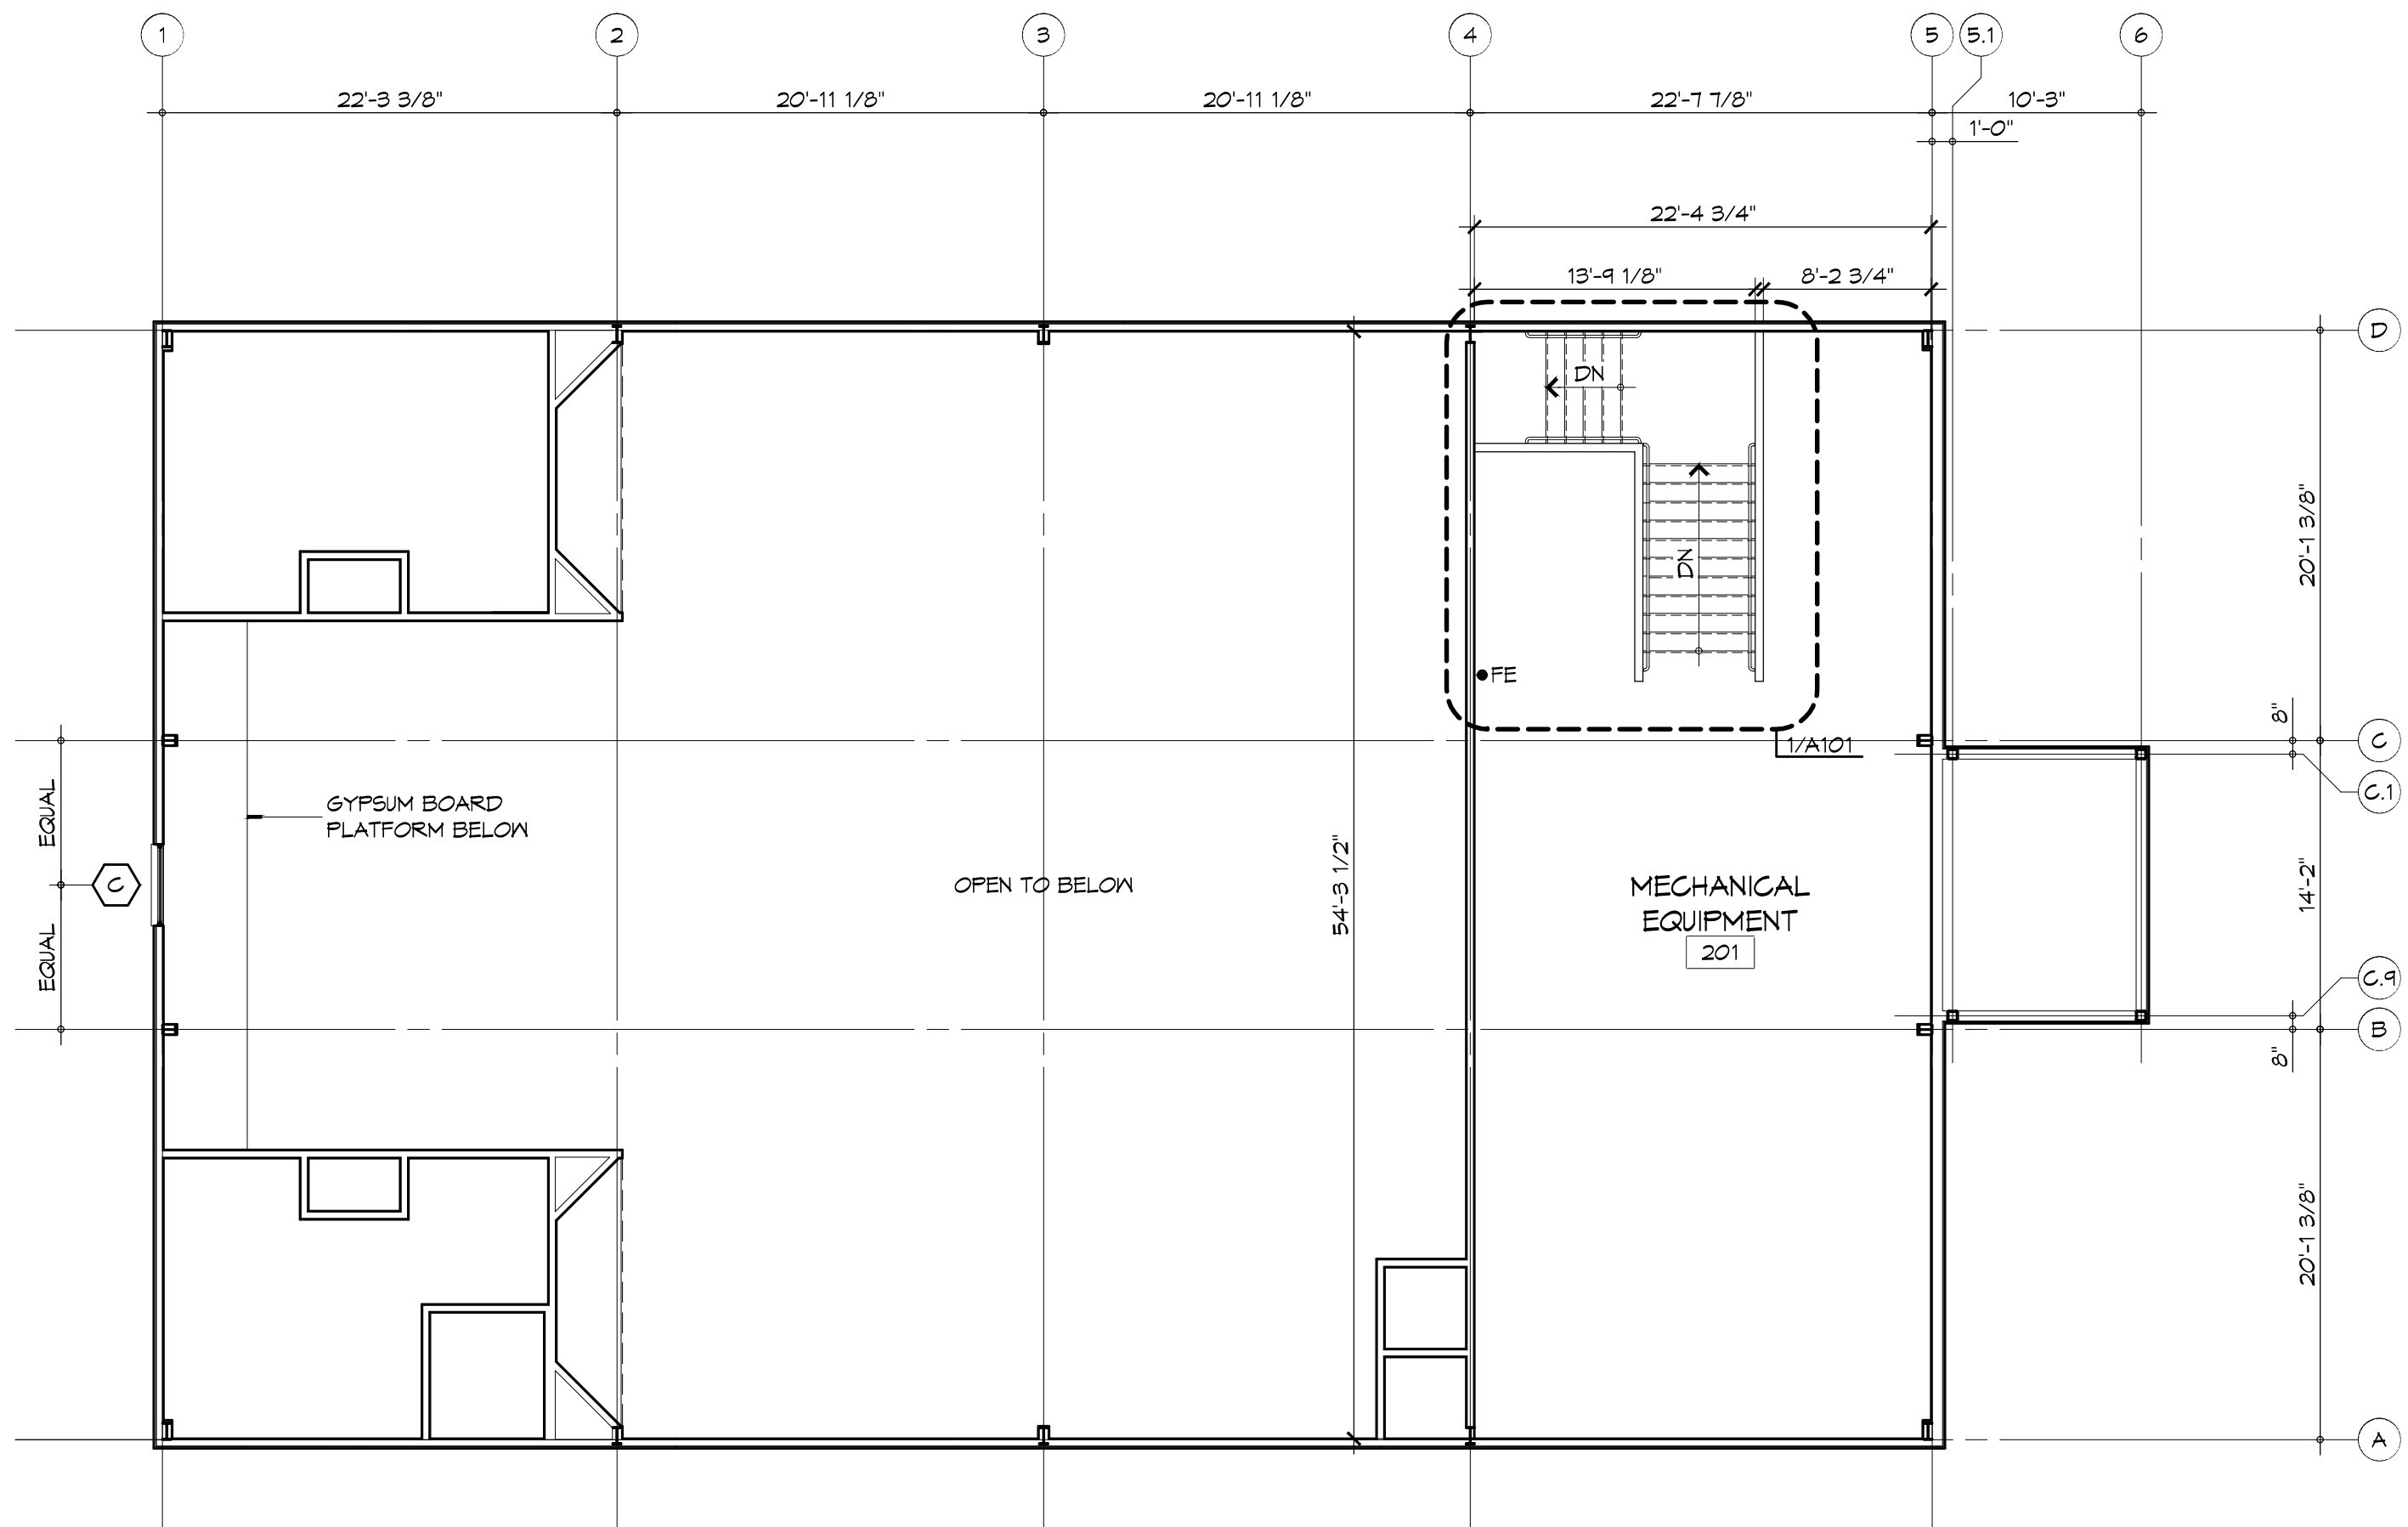 1
2
3
4
5
5.1
6
22'-3 3/8"
20'-11 1/8"
20'-11 1/8"
22'-7 7/8"
10'-3"
1'-0"
22'-4 3/4"
13'-9 1/8"
8'-2 3/4"
D
DN
20'-1 3/8"
DN
FE
8"
C
1/A101
C.1
EQUAL
GYPSUM BOARD
PLATFORM BELOW
54'-3 1/2"
14'-2"
C
OPEN TO BELOW
MECHANICAL
EQUIPMENT
201
EQUAL
C.9
B
8"
20'-1 3/8"
A